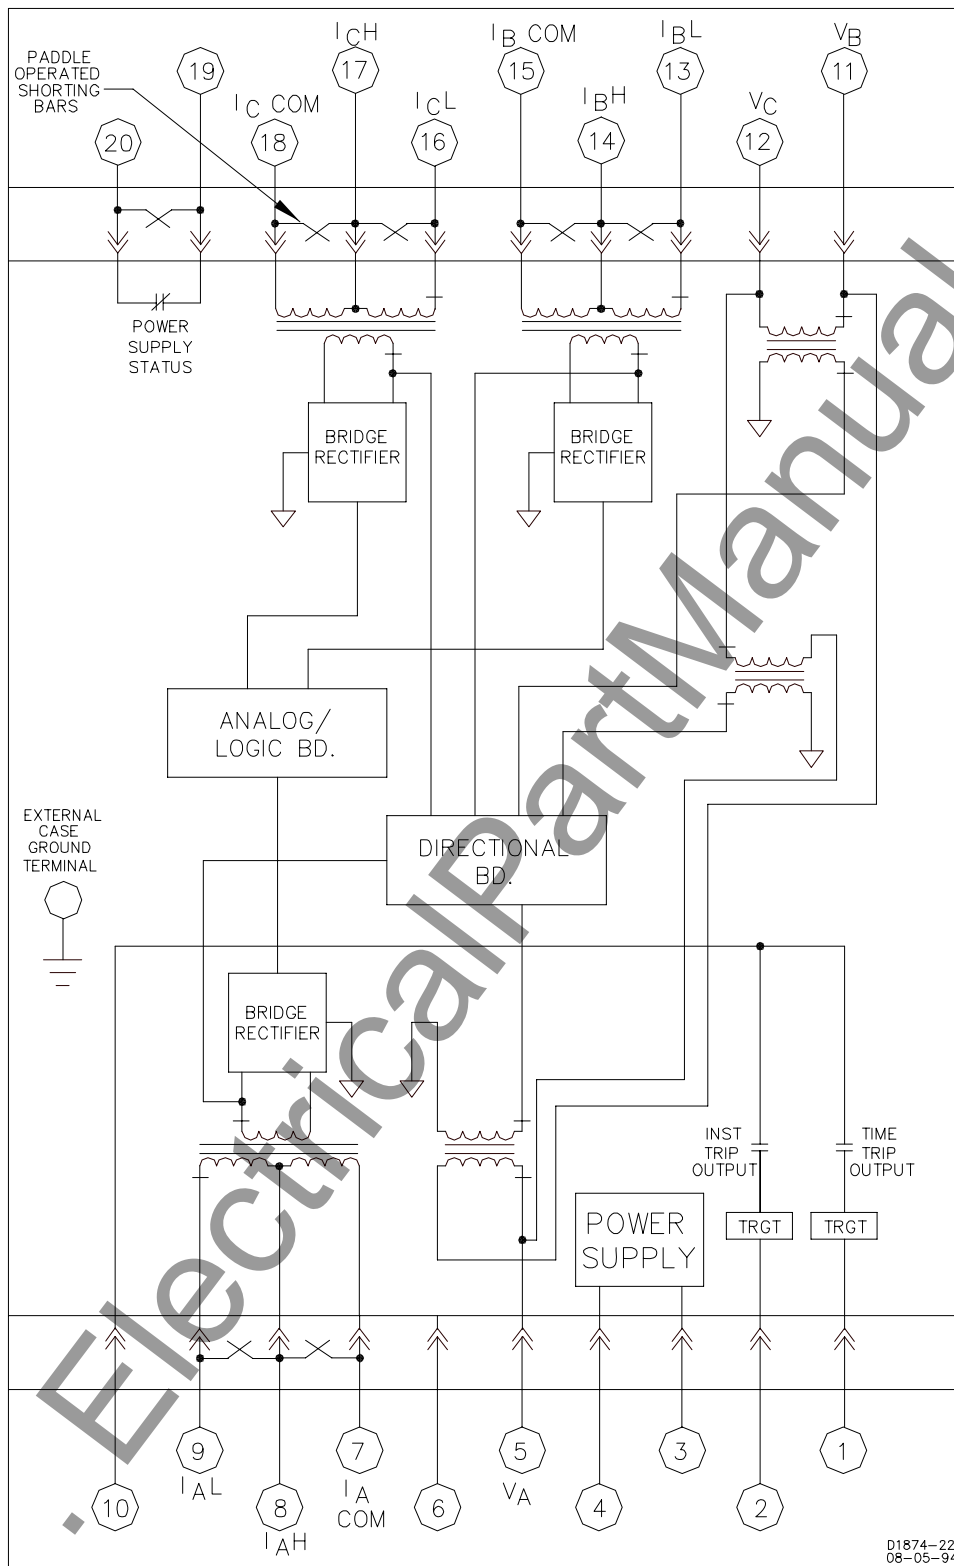 PADDLE
OPERATED
SHORTING
BARS
19
I C H
17
I B COM
15
I B L
13
V B
11
20
I C COM
18
I C L
16
I B H
14
V C
12
POWER
SUPPLY
STATUS
BRIDGE
RECTIFIER
BRIDGE
RECTIFIER
ANALOG/
LOGIC BD.
EXTERNAL
CASE
GROUND
TERMINAL
DIRECTIONAL
BD.
BRIDGE
RECTIFIER
INST
TRIP
OUTPUT
TIME
TRIP
OUTPUT
POWER
SUPPLY
TRGT
TRGT
9
I A L
7
I A
COM
5
V A
3
1
10
8
I A H
6
4
2
D1874-22
08-05-94
. ElectricalPartManual